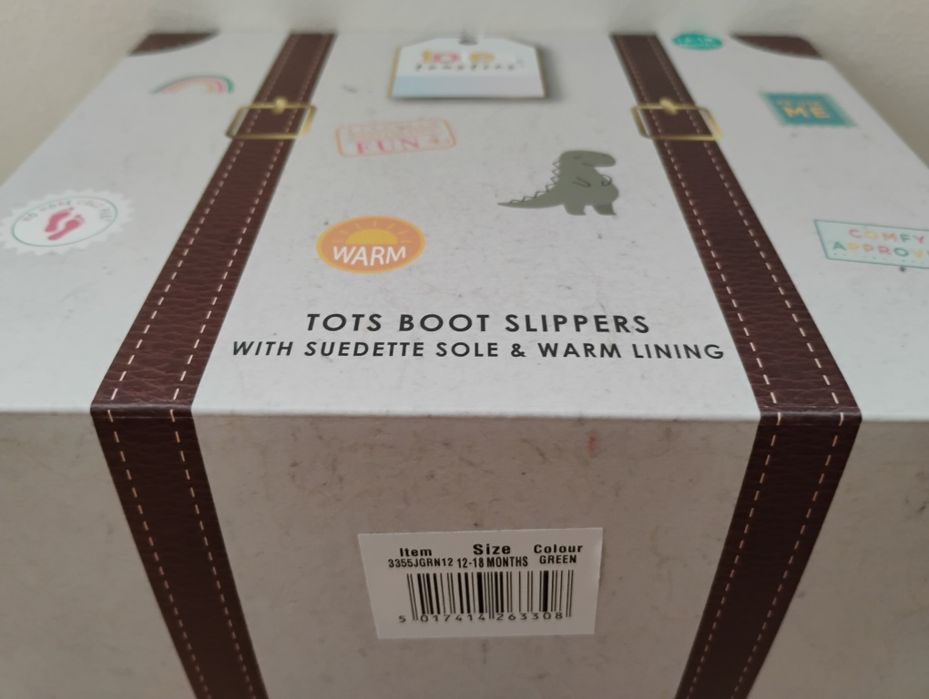 FUN
ME
COMFY
WARM
TOTS BOOT SLIPPERS
WITH SUEDETTE SOLE & WARM LINING
Item Size Colour
3355JGRN12 12-18 MONTHS GREEN
5 017414 263308